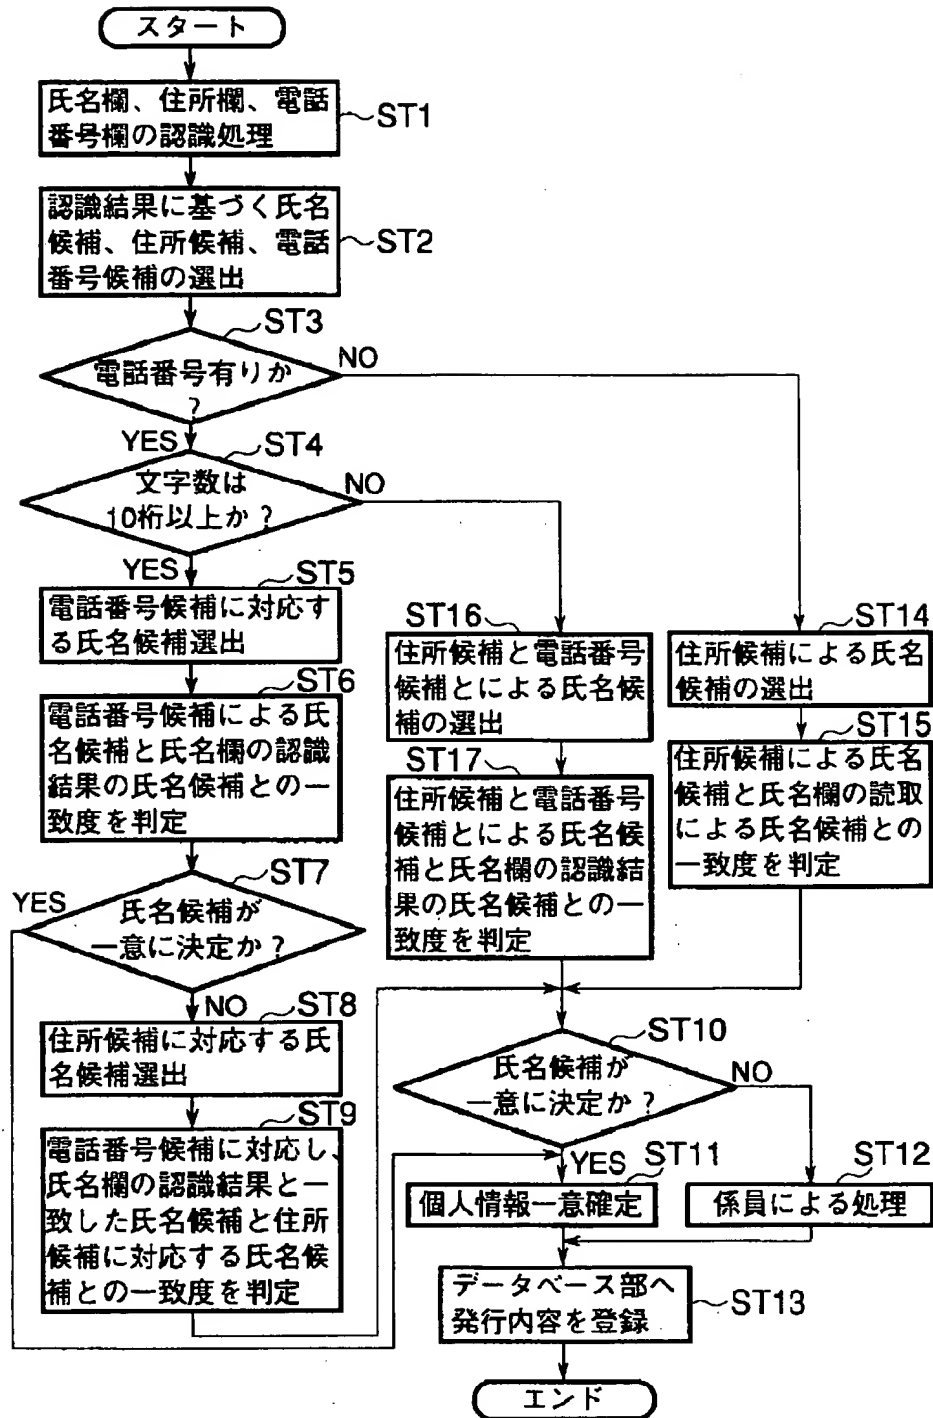 スタート
氏名欄、住所欄、電話
番号欄の認識処理
ST1
認識結果に基づく氏名
候補、住所候補、電話
番号候補の選出
ST2
ST3
電話番号有りか
?
NO
YES
ST4
文字数は
10桁以上か?
NO
YES
ST5
電話番号候補に対応す
る氏名候補選出
ST6
電話番号候補による氏
名候補と氏名欄の認識
結果の氏名候補との一
致度を判定
ST7
YES
氏名候補が
一意に決定か?
NO
ST8
住所候補に対応する氏
名候補選出
ST9
電話番号候補に対応し、
氏名欄の認識結果と一
致した氏名候補と住所
候補に対応する氏名候
補との一致度を判定
ST16
住所候補と電話番号
候補とによる氏名候
補の選出
ST17
住所候補と電話番号
候補とによる氏名候
補と氏名欄の認識結
果の氏名候補との一
致度を判定
ST14
住所候補による氏名
候補の選出
ST15
住所候補による氏名
候補と氏名欄の読取
による氏名候補との
一致度を判定
ST10
氏名候補が
一意に決定か?
NO
YES
ST11
個人情報一意確定
ST12
係員による処理
データベース部へ
発行内容を登録
ST13
エンド